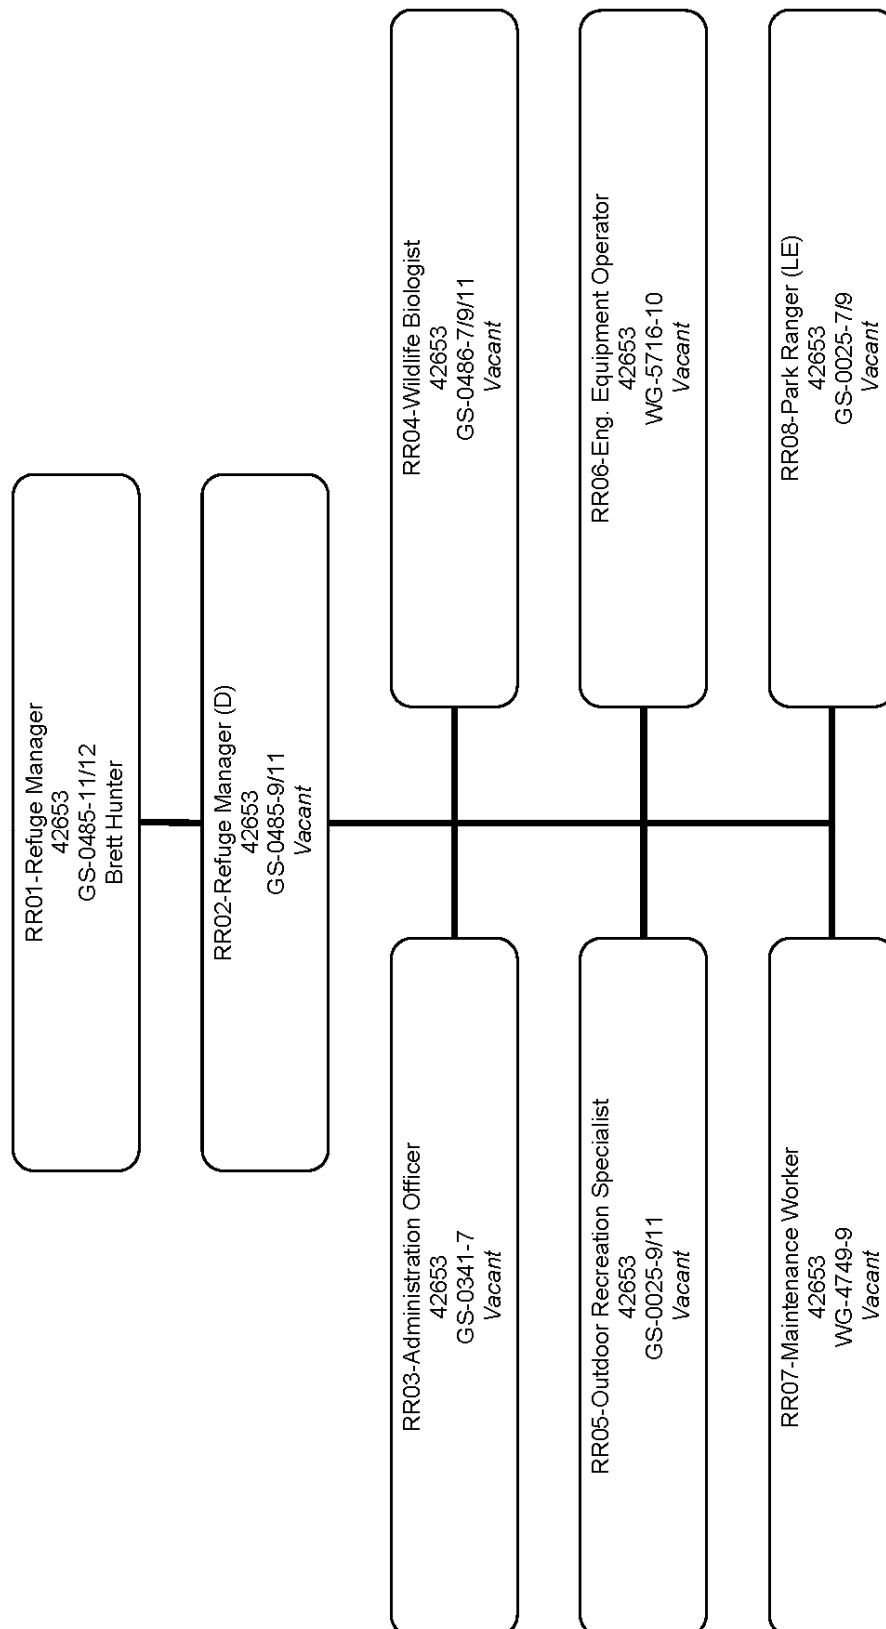 RR01-Refuge Manager
42653
GS-0485-11/12
Brett Hunter
RR02-Refuge Manager (D)
42653
GS-0485-9/11
Vacant
RR03-Administration Officer
42653
GS-0341-7
Vacant
RR04-Wildlife Biologist
42653
GS-0486-7/9/11
Vacant
RR05-Outdoor Recreation Specialist
42653
GS-0025-9/11
Vacant
RR06-Eng. Equipment Operator
42653
WG-5716-10
Vacant
RR07-Maintenance Worker
42653
WG-4749-9
Vacant
RR08-Park Ranger (LE)
42653
GS-0025-7/9
Vacant